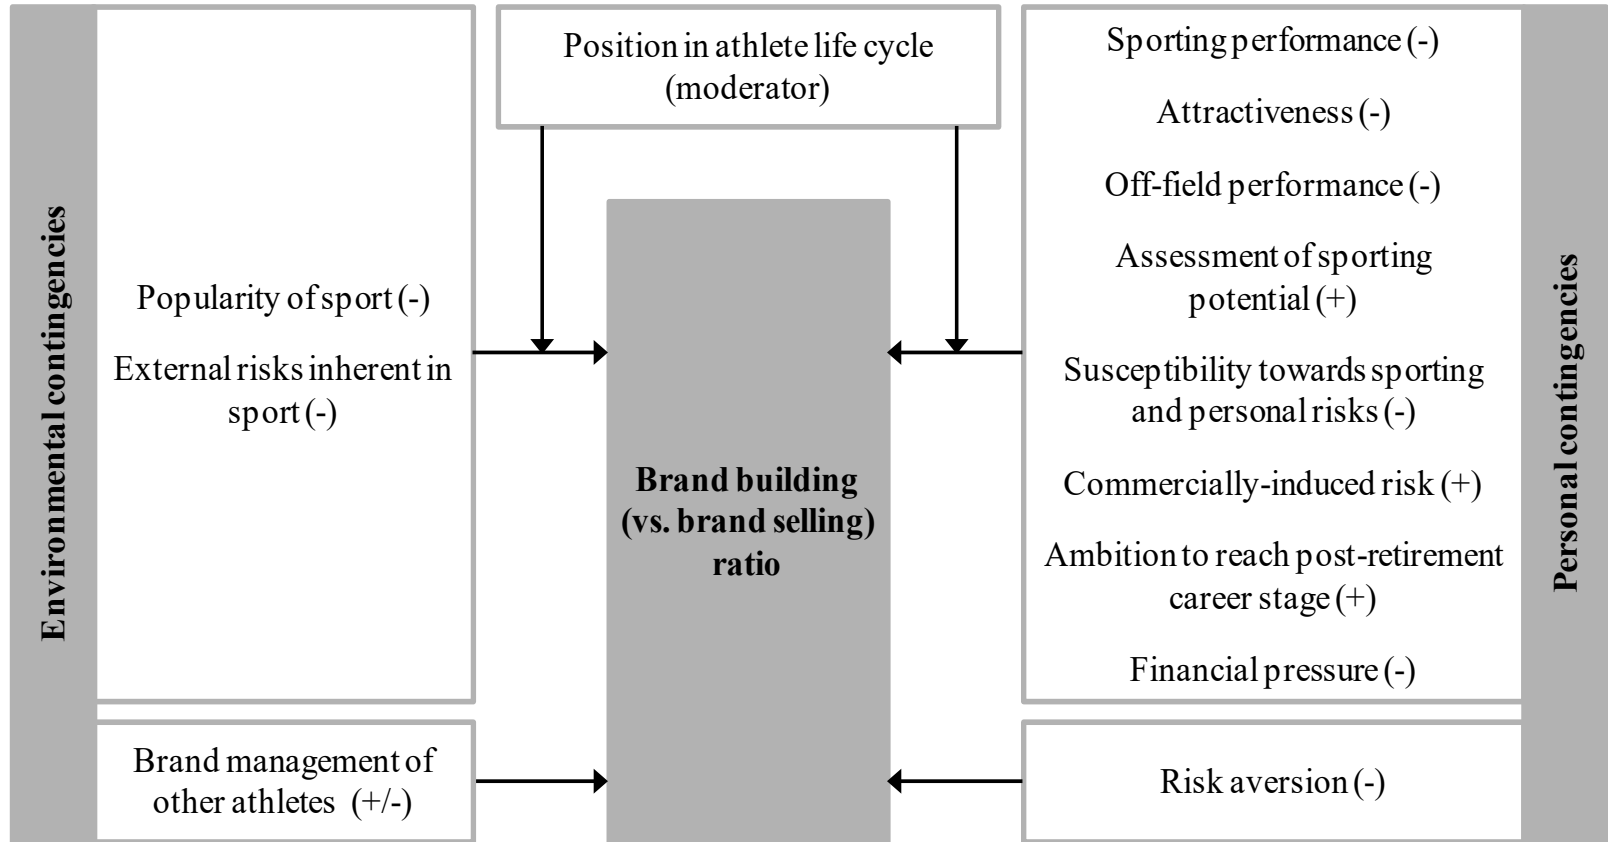 Environmental contingencies
Popularity of sport (-)
External risks inherent in
sport (-)
Brand management of
other athletes (+/-)
Position in athlete life cycle
(moderator)
Brand building
(vs. brand selling)
ratio
Sporting performance (-)
Attractiveness (-)
Off-field performance (-)
Assessment of sporting
potential (+)
Susceptibility towards sporting
and personal risks (-)
Commercially-induced risk (+)
Ambition to reach post-retirement
career stage (+)
Financial pressure (-)
Risk aversion (-)
Personal contingencies